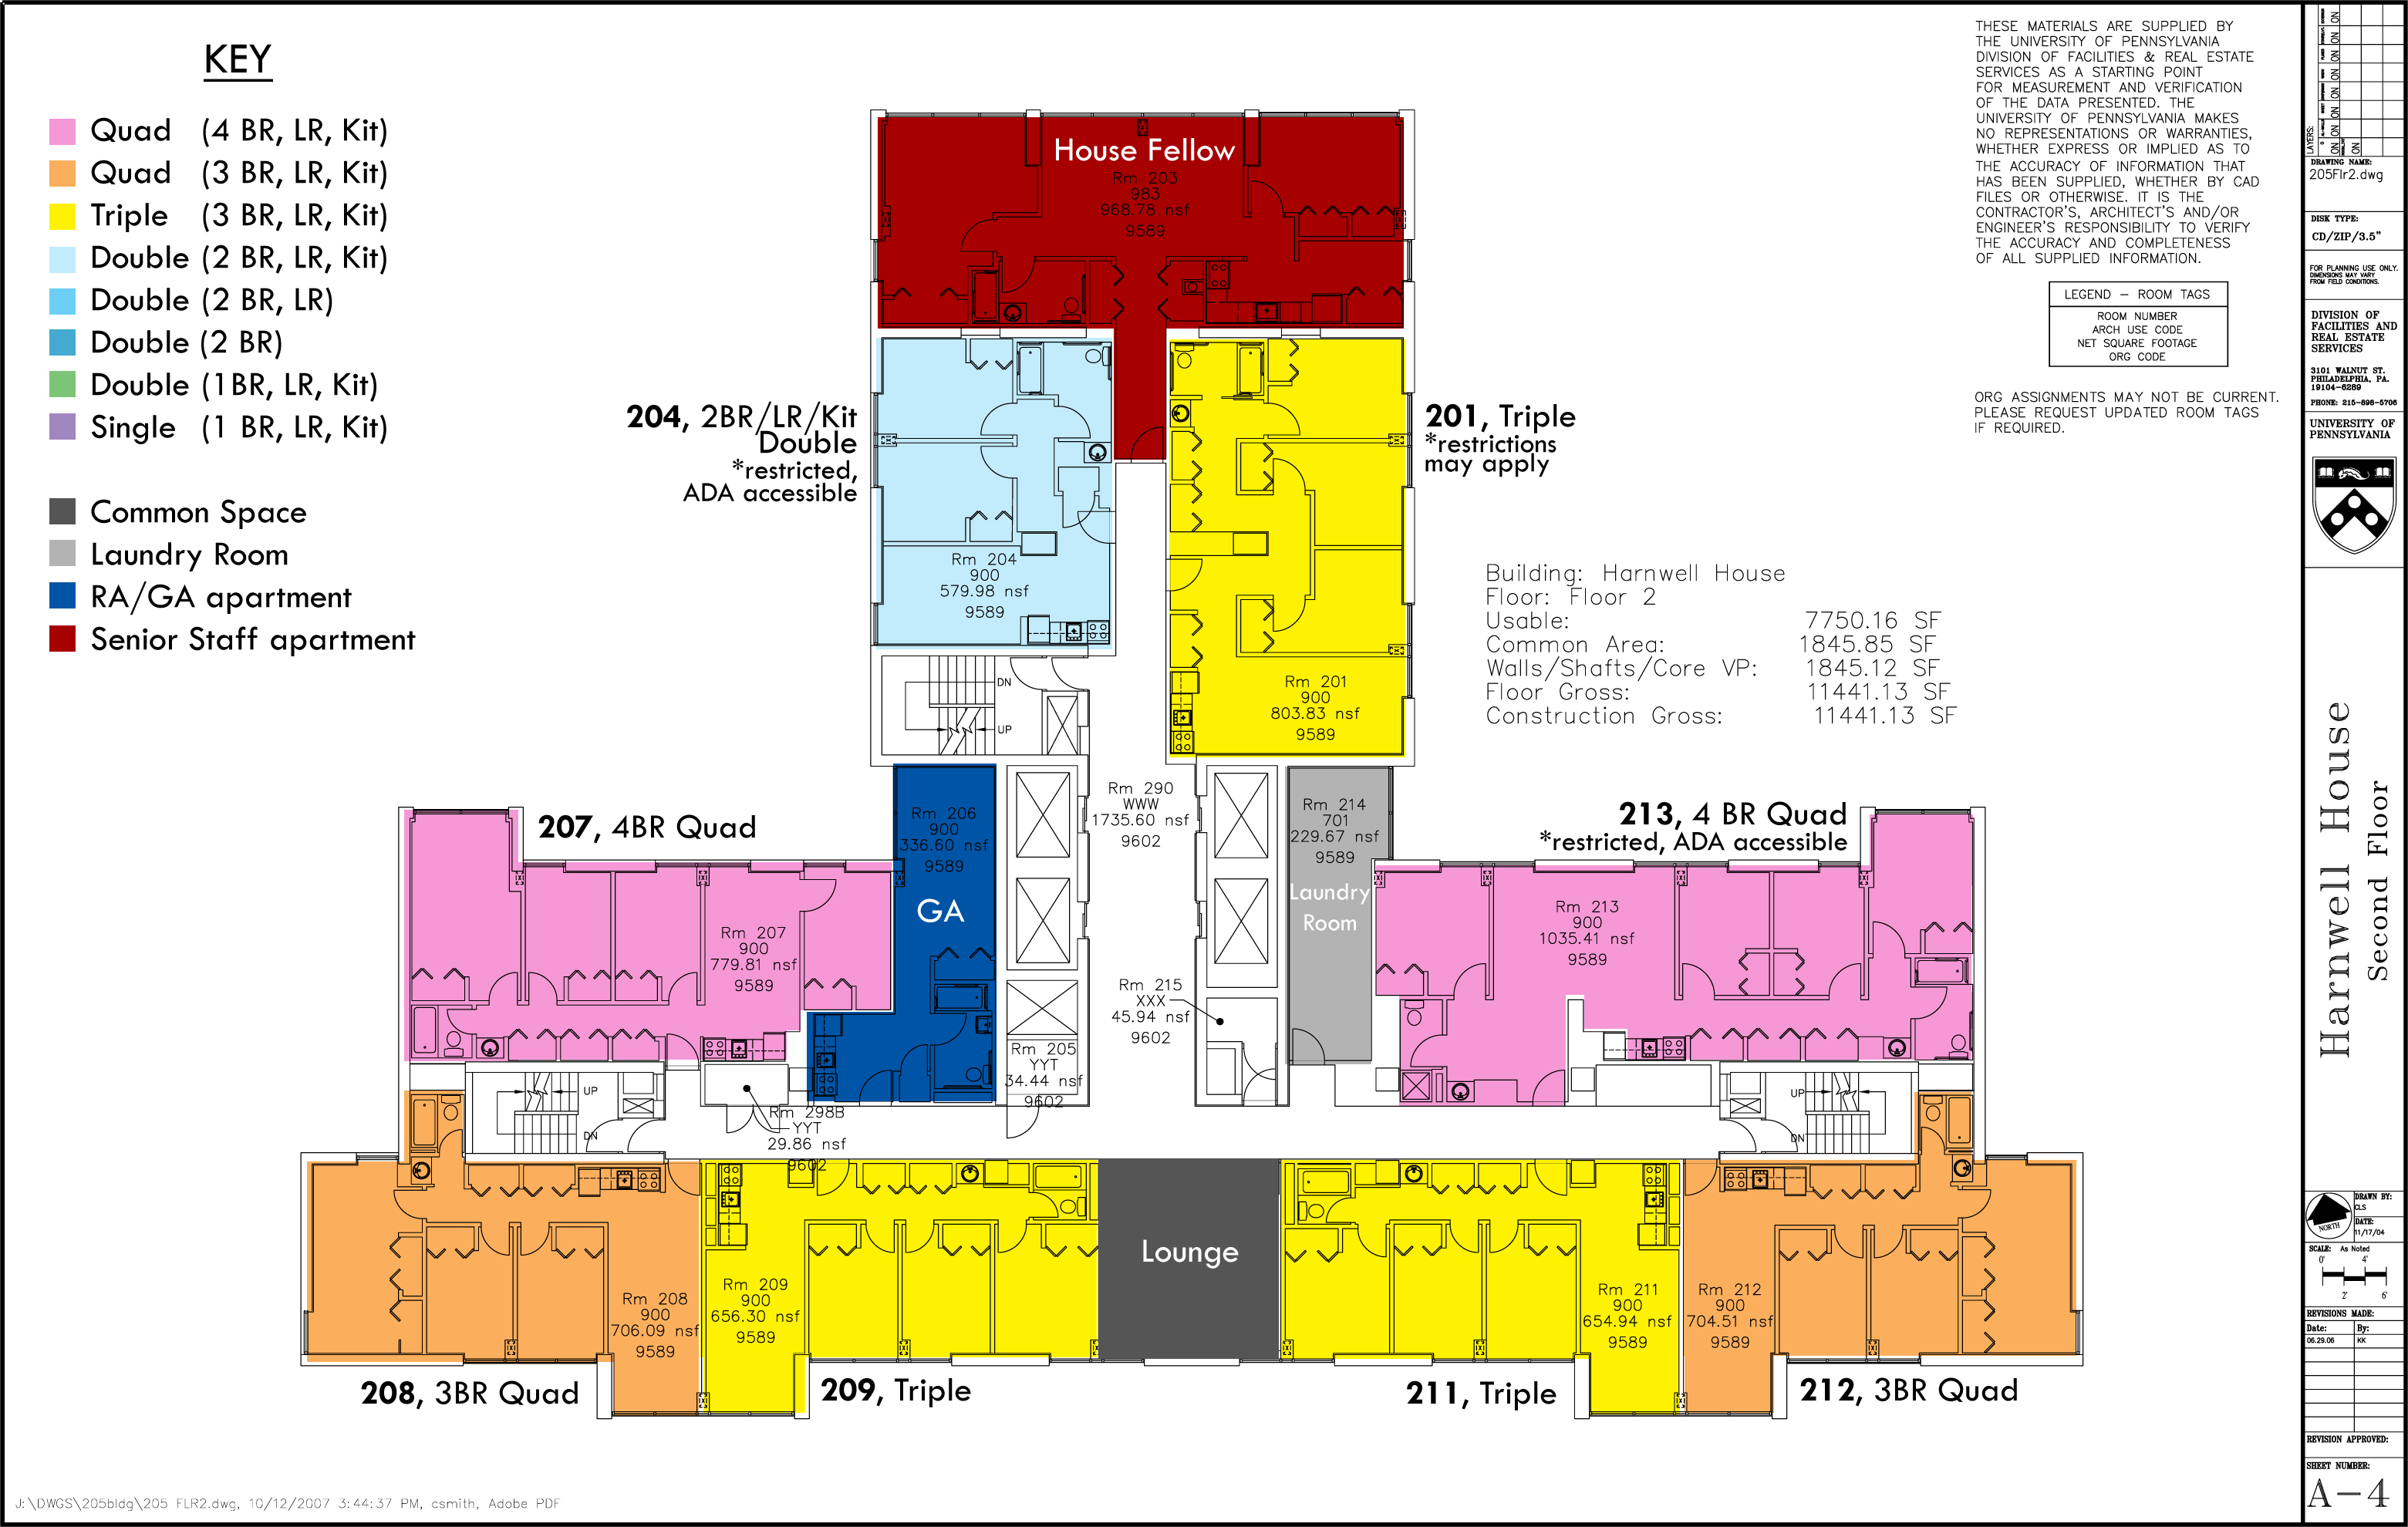 KEY
Quad (4 BR, LR, Kit)
Quad (3 BR, LR, Kit)
Triple (3 BR, LR, Kit)
Double (2 BR, LR, Kit)
Double (2 BR, LR)
Double (2 BR)
Double (1BR, LR, Kit)
Single (1 BR, LR, Kit)
Common Space
Laundry Room
RA/GA apartment
Senior Staff apartment
House Fellow
Rm 203
983
968.78 nsf
9589
204, 2BR/LR/Kit
Double
*restricted,
ADA accessible
Rm 204
900
579.98 nsf
9589
201, Triple
*restrictions
may apply
Rm 201
900
803.83 nsf
9589
DN
UP
207, 4BR Quad
Rm 207
900
779.81 nsf
9589
Rm 206
900
336.60 nsf
9589
GA
Rm 290
WWW
1735.60 nsf
9602
Rm 214
701
229.67 nsf
9589
Laundry
Room
213, 4 BR Quad
*restricted, ADA accessible
Rm 213
900
1035.41 nsf
9589
Rm 215
XXX
45.94 nsf
9602
Rm 205
YYT
34.44 nsf
9602
Rm 298B
YYT
29.86 nsf
9602
UP
DN
UP
DN
Rm 208
900
706.09 nsf
9589
Rm 209
900
656.30 nsf
9589
Lounge
Rm 211
900
654.94 nsf
9589
Rm 212
900
704.51 nsf
9589
208, 3BR Quad
209, Triple
211, Triple
212, 3BR Quad
Building: Harnwell House
Floor: Floor 2
Usable: 7750.16 SF
Common Area: 1845.85 SF
Walls/Shafts/Core VP: 1845.12 SF
Floor Gross: 11441.13 SF
Construction Gross: 11441.13 SF
THESE MATERIALS ARE SUPPLIED BY
THE UNIVERSITY OF PENNSYLVANIA
DIVISION OF FACILITIES & REAL ESTATE
SERVICES AS A STARTING POINT
FOR MEASUREMENT AND VERIFICATION
OF THE DATA PRESENTED. THE
UNIVERSITY OF PENNSYLVANIA MAKES
NO REPRESENTATIONS OR WARRANTIES,
WHETHER EXPRESS OR IMPLIED AS TO
THE ACCURACY OF INFORMATION THAT
HAS BEEN SUPPLIED, WHETHER BY CAD
FILES OR OTHERWISE. IT IS THE
CONTRACTOR'S, ARCHITECT'S AND/OR
ENGINEER'S RESPONSIBILITY TO VERIFY
THE ACCURACY AND COMPLETENESS
OF ALL SUPPLIED INFORMATION.
LEGEND – ROOM TAGS
ROOM NUMBER
ARCH USE CODE
NET SQUARE FOOTAGE
ORG CODE
ORG ASSIGNMENTS MAY NOT BE CURRENT.
PLEASE REQUEST UPDATED ROOM TAGS
IF REQUIRED.
LAYERS:
ON ON ON ON ON ON ON ON
ON
DRAWING NAME:
205Flr2.dwg
DISK TYPE:
CD/ZIP/3.5"
FOR PLANNING USE ONLY.
DIMENSIONS MAY VARY
FROM FIELD CONDITIONS.
DIVISION OF
FACILITIES AND
REAL ESTATE
SERVICES
3101 WALNUT ST.
PHILADELPHIA, PA.
19104-6289
PHONE: 215-898-5706
UNIVERSITY OF
PENNSYLVANIA
Harnwell House
Second Floor
NORTH
DRAWN BY:
CLS
DATE:
11/17/04
SCALE: As Noted
0' 4'
2' 6'
REVISIONS MADE:
Date: By:
06.29.06 KK
REVISION APPROVED:
SHEET NUMBER:
A-4
J:\DWGS\205bldg\205 FLR2.dwg, 10/12/2007 3:44:37 PM, csmith, Adobe PDF